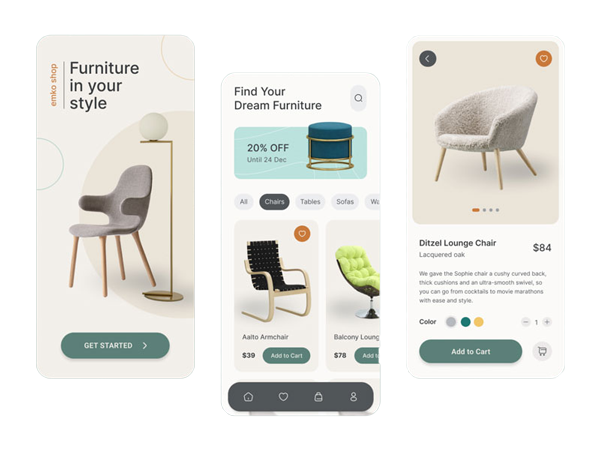 emko shop
Furniture
in your
style
GET STARTED
Find Your
Dream Furniture
20% OFF
Until 24 Dec
All
Chairs
Tables
Sofas
Wa
Aalto Armchair
$39
Add to Cart
Balcony Loung
$78
Add to
Ditzel Lounge Chair
$84
Lacquered oak
We gave the Sophie chair a cushy curved back,
thick cushions and an ultra-smooth swivel, so
you can go from cocktails to movie marathons
with ease and style.
Color
1
Add to Cart